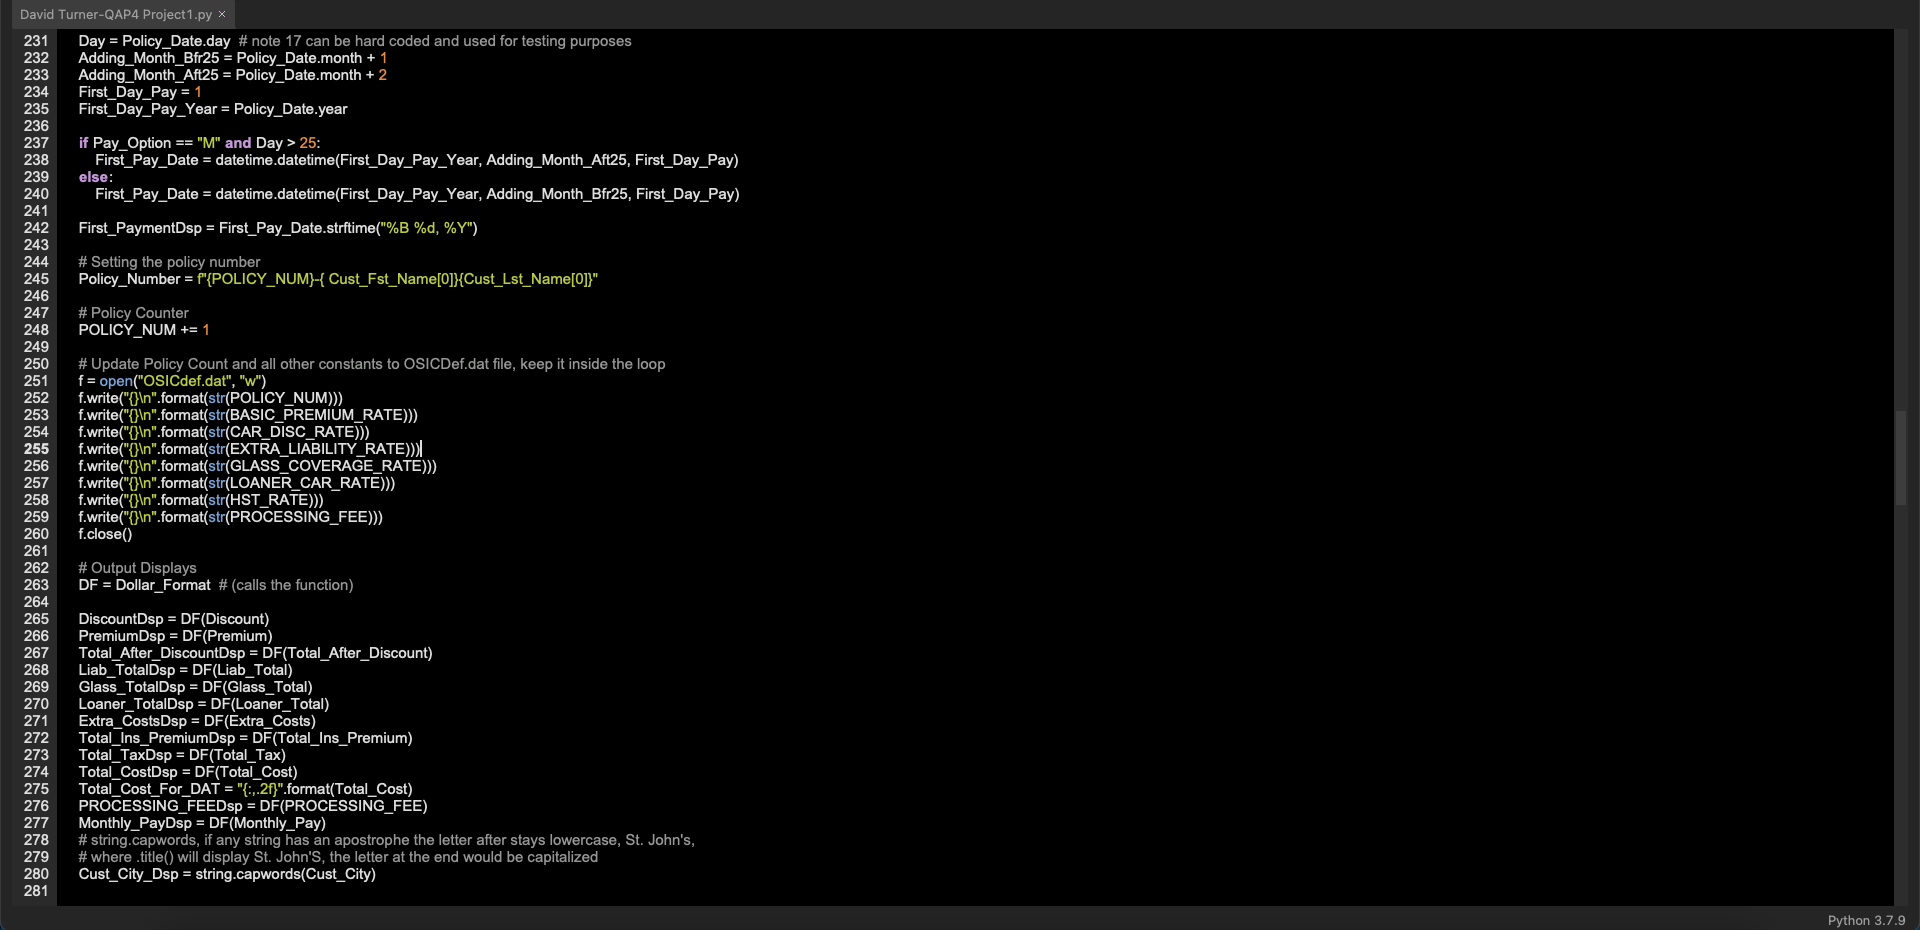 David Turner-QAP4 Project1.py ×
231 Day = Policy_Date.day  # note 17 can be hard coded and used for testing purposes
232 Adding_Month_Bfr25 = Policy_Date.month + 1
233 Adding_Month_Aft25 = Policy_Date.month + 2
234 First_Day_Pay = 1
235 First_Day_Pay_Year = Policy_Date.year
236
237 if Pay_Option == "M" and Day > 25:
238     First_Pay_Date = datetime.datetime(First_Day_Pay_Year, Adding_Month_Aft25, First_Day_Pay)
239 else:
240     First_Pay_Date = datetime.datetime(First_Day_Pay_Year, Adding_Month_Bfr25, First_Day_Pay)
241
242 First_PaymentDsp = First_Pay_Date.strftime("%B %d, %Y")
243
244 # Setting the policy number
245 Policy_Number = f"{POLICY_NUM}-{ Cust_Fst_Name[0]}{Cust_Lst_Name[0]}"
246
247 # Policy Counter
248 POLICY_NUM += 1
249
250 # Update Policy Count and all other constants to OSICDef.dat file, keep it inside the loop
251 f = open("OSICdef.dat", "w")
252 f.write("{}\n".format(str(POLICY_NUM)))
253 f.write("{}\n".format(str(BASIC_PREMIUM_RATE)))
254 f.write("{}\n".format(str(CAR_DISC_RATE)))
255 f.write("{}\n".format(str(EXTRA_LIABILITY_RATE)))
256 f.write("{}\n".format(str(GLASS_COVERAGE_RATE)))
257 f.write("{}\n".format(str(LOANER_CAR_RATE)))
258 f.write("{}\n".format(str(HST_RATE)))
259 f.write("{}\n".format(str(PROCESSING_FEE)))
260 f.close()
261
262 # Output Displays
263 DF = Dollar_Format  # (calls the function)
264
265 DiscountDsp = DF(Discount)
266 PremiumDsp = DF(Premium)
267 Total_After_DiscountDsp = DF(Total_After_Discount)
268 Liab_TotalDsp = DF(Liab_Total)
269 Glass_TotalDsp = DF(Glass_Total)
270 Loaner_TotalDsp = DF(Loaner_Total)
271 Extra_CostsDsp = DF(Extra_Costs)
272 Total_Ins_PremiumDsp = DF(Total_Ins_Premium)
273 Total_TaxDsp = DF(Total_Tax)
274 Total_CostDsp = DF(Total_Cost)
275 Total_Cost_For_DAT = "{:,.2f}".format(Total_Cost)
276 PROCESSING_FEEDsp = DF(PROCESSING_FEE)
277 Monthly_PayDsp = DF(Monthly_Pay)
278 # string.capwords, if any string has an apostrophe the letter after stays lowercase, St. John's,
279 # where .title() will display St. John'S, the letter at the end would be capitalized
280 Cust_City_Dsp = string.capwords(Cust_City)
281
Python 3.7.9